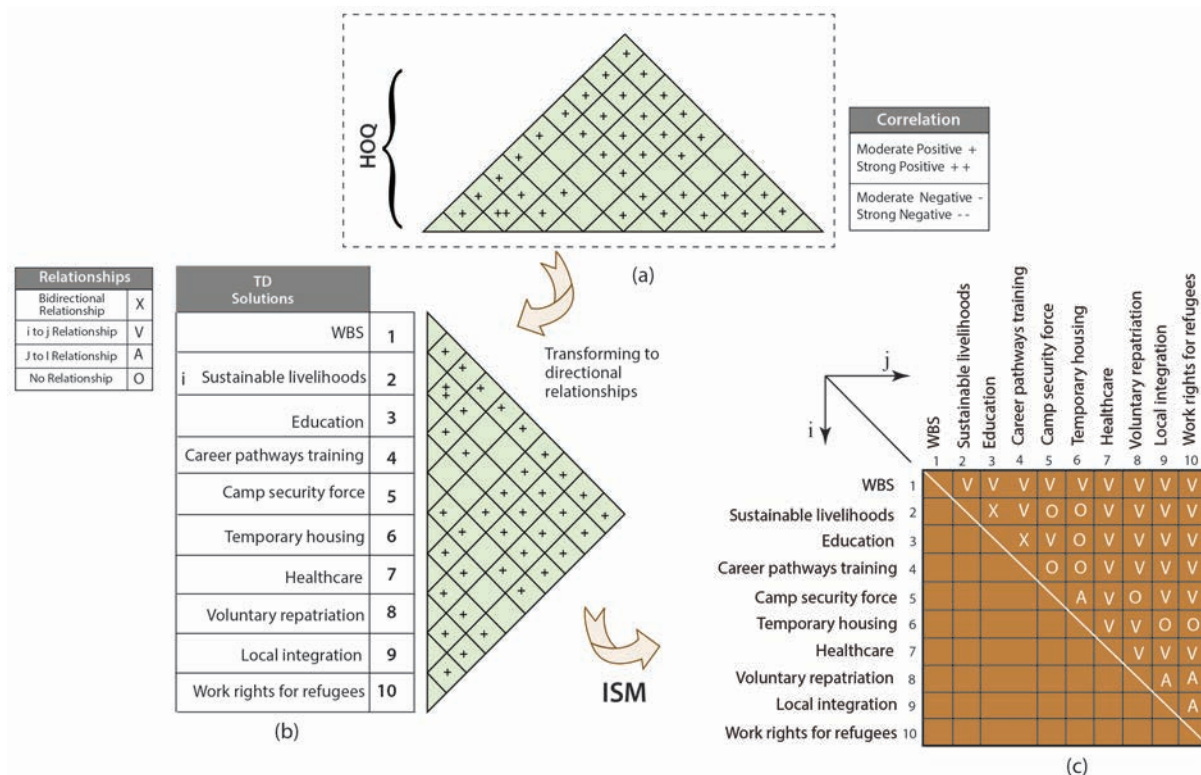 HOQ
Correlation
Moderate Positive +
Strong Positive ++
Moderate Negative -
Strong Negative --
(a)
Relationships
Bidirectional
Relationship X
i to j Relationship V
J to I Relationship A
No Relationship O
TD
Solutions
WBS 1
i Sustainable livelihoods 2
Education 3
Career pathways training 4
Camp security force 5
Temporary housing 6
Healthcare 7
Voluntary repatriation 8
Local integration 9
Work rights for refugees 10
(b)
Transforming to
directional
relationships
ISM
j
i
WBS
Sustainable livelihoods
Education
Career pathways training
Camp security force
Temporary housing
Healthcare
Voluntary repatriation
Local integration
Work rights for refugees
1 2 3 4 5 6 7 8 9 10
WBS 1 V V V V V V V V V
Sustainable livelihoods 2 X V O O V V V V
Education 3 X V O V V V V
Career pathways training 4 O O V V V V
Camp security force 5 A V O V V
Temporary housing 6 V V O O
Healthcare 7 V V V
Voluntary repatriation 8 A A
Local integration 9 A
Work rights for refugees 10
(c)